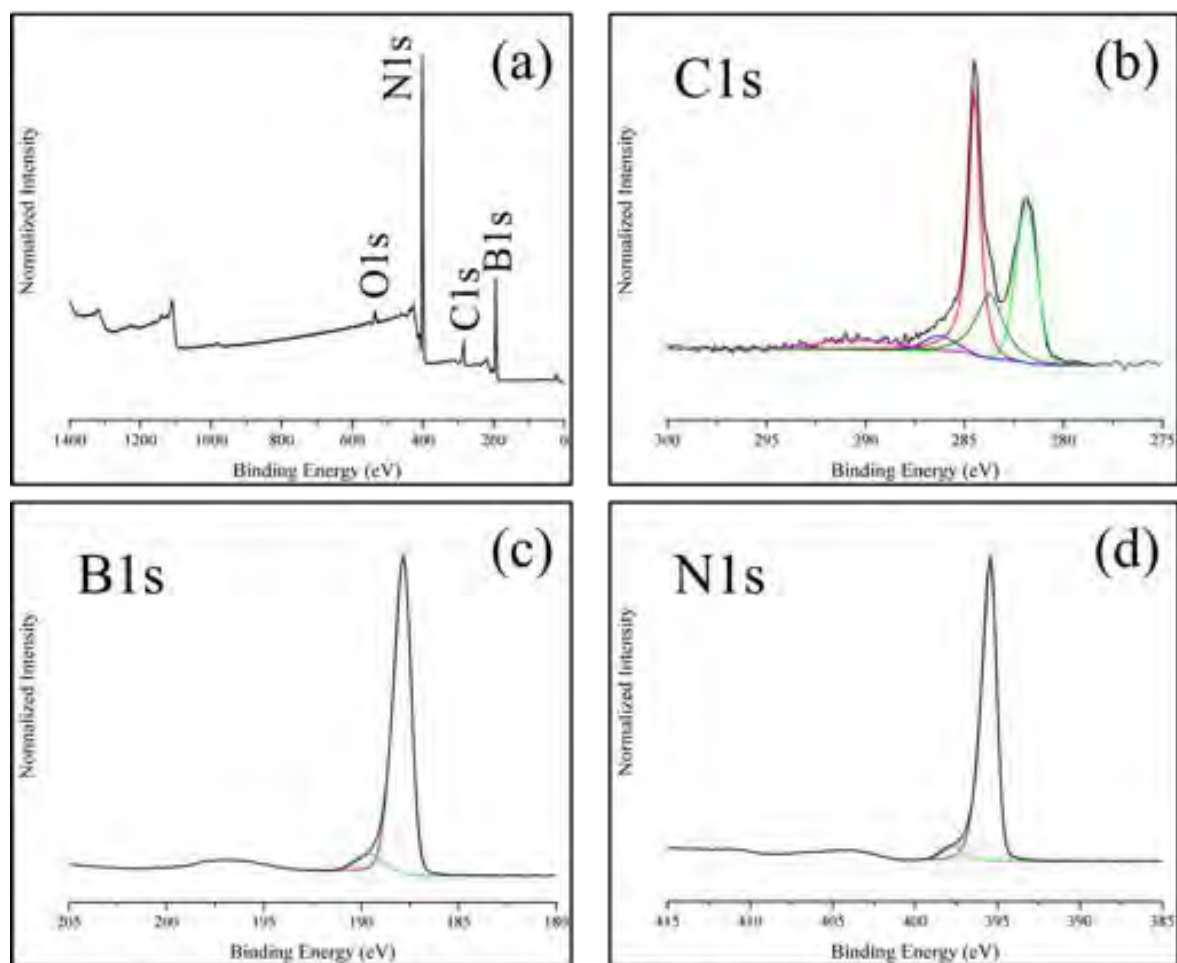 (a)
N1s
O1s
C1s
B1s
Normalized Intensity
1400 1200 1000 800 600 400 200 0
Binding Energy (eV)
C1s
(b)
Normalized Intensity
300 295 290 285 280 275
Binding Energy (eV)
B1s
(c)
Normalized Intensity
205 200 195 190 185 180
Binding Energy (eV)
N1s
(d)
Normalized Intensity
415 405 400 395 390 385
Binding Energy (eV)